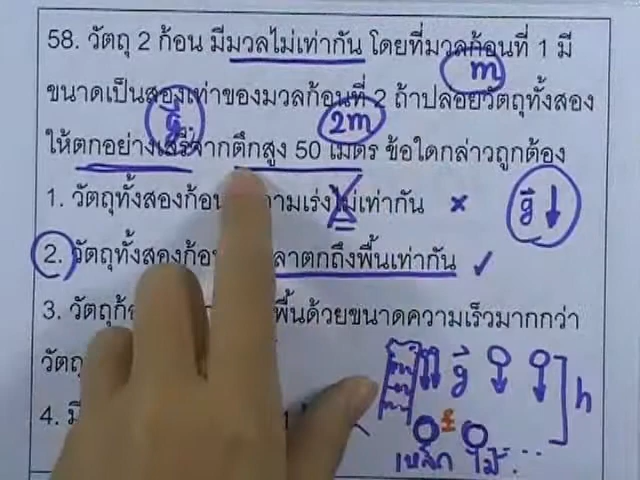 58. วัตถุ 2 ก้อน มีมวลไม่เท่ากัน โดยที่มวลก้อนที่ 1 มี
m
ขนาดเป็นสองเท่าของมวลก้อนที่ 2 ถ้าปล่อยวัตถุทั้งสอง
g 2m
ให้ตกอย่างเสรีจากตึกสูง 50 เมตร ข้อใดกล่าวถูกต้อง
1. วัตถุทั้งสองก้อน ความเร่งไม่เท่ากัน × g
2. วัตถุทั้งสองก้อน ลาตกถึงพื้นเท่ากัน ✓
3. วัตถุก้ พื้นด้วยขนาดความเร็วมากกว่า
วัตถุ g h
4. มี
t
เหล็ก ไม้ ...